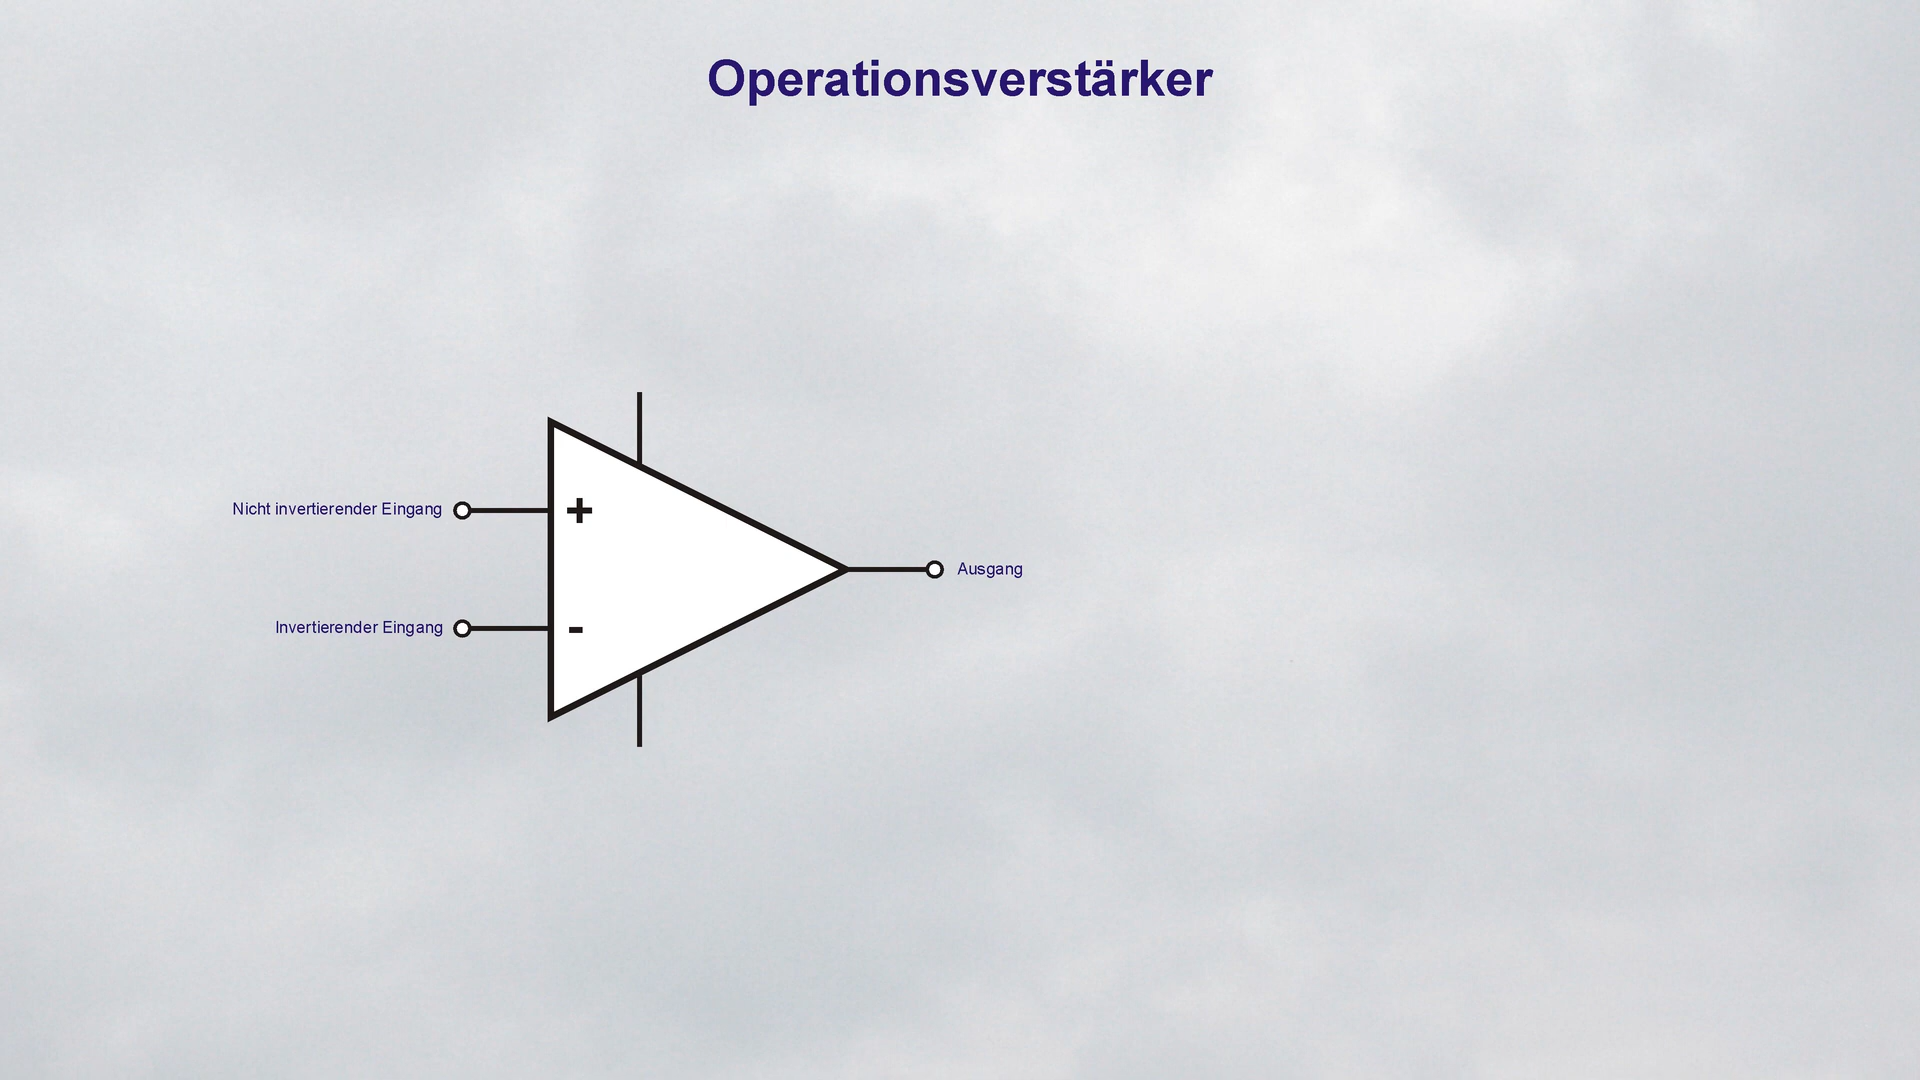 Operationsverstärker
Nicht invertierender Eingang
+
Ausgang
Invertierender Eingang
-